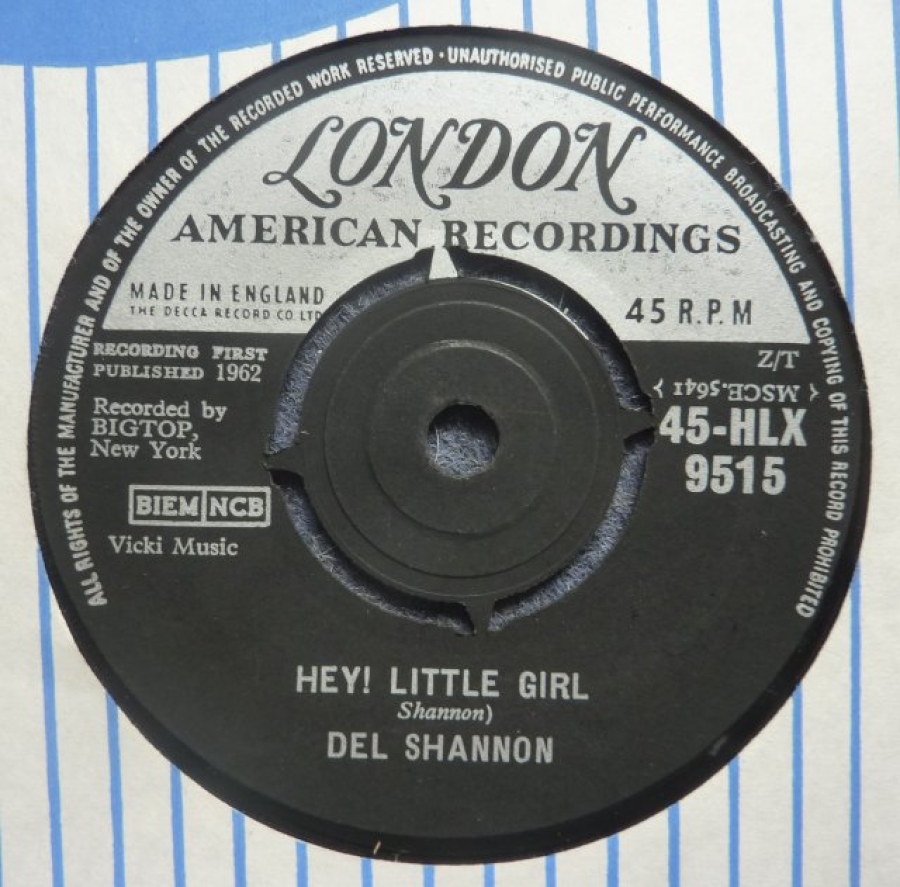 ALL RIGHTS OF THE MANUFACTURER AND OF THE OWNER OF THE RECORDED WORK RESERVED · UNAUTHORISED PUBLIC PERFORMANCE BROADCASTING AND COPYING OF THIS RECORD PROHIBITED
LONDON
AMERICAN RECORDINGS
MADE IN ENGLAND
THE DECCA RECORD CO LTD
45 R.P.M
RECORDING FIRST
PUBLISHED 1962
Z/T
MSCE.5641
Recorded by
BIGTOP,
New York
45-HLX
9515
BIEM NCB
Vicki Music
HEY! LITTLE GIRL
Shannon)
DEL SHANNON